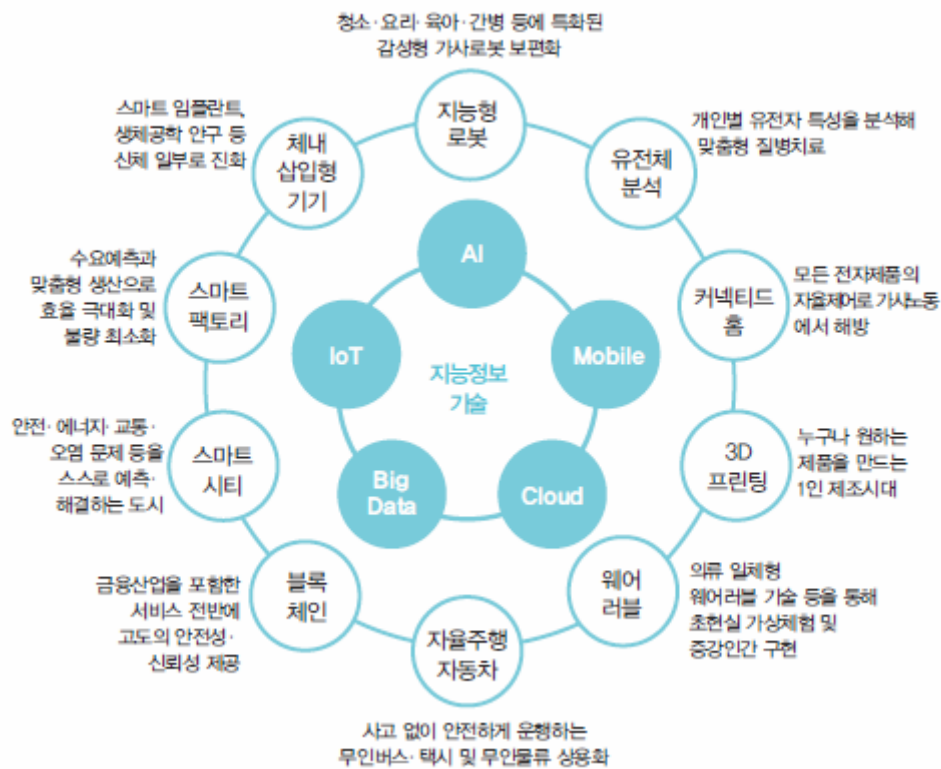 청소·요리·육아·간병 등에 특화된
감성형 가사로봇 보편화
지능형
로봇
개인별 유전자 특성을 분석해
맞춤형 질병치료
유전체
분석
모든 전자제품의
자율제어로 가사노동
에서 해방
커넥티드
홈
누구나 원하는
제품을 만드는
1인 제조시대
3D
프린팅
의류 일체형
웨어러블 기술 등을 통해
초현실 가상체험 및
증강인간 구현
웨어
러블
자율주행
자동차
사고 없이 안전하게 운행하는
무인버스·택시 및 무인물류 상용화
블록
체인
금융산업을 포함한
서비스 전반에
고도의 안전성·
신뢰성 제공
스마트
시티
안전·에너지·교통·
오염 문제 등을
스스로 예측·
해결하는 도시
스마트
팩토리
수요예측과
맞춤형 생산으로
효율 극대화 및
불량 최소화
체내
삽입형
기기
스마트 임플란트,
생체공학 안구 등
신체 일부로 진화
AI
Mobile
Cloud
Big
Data
IoT
지능정보
기술